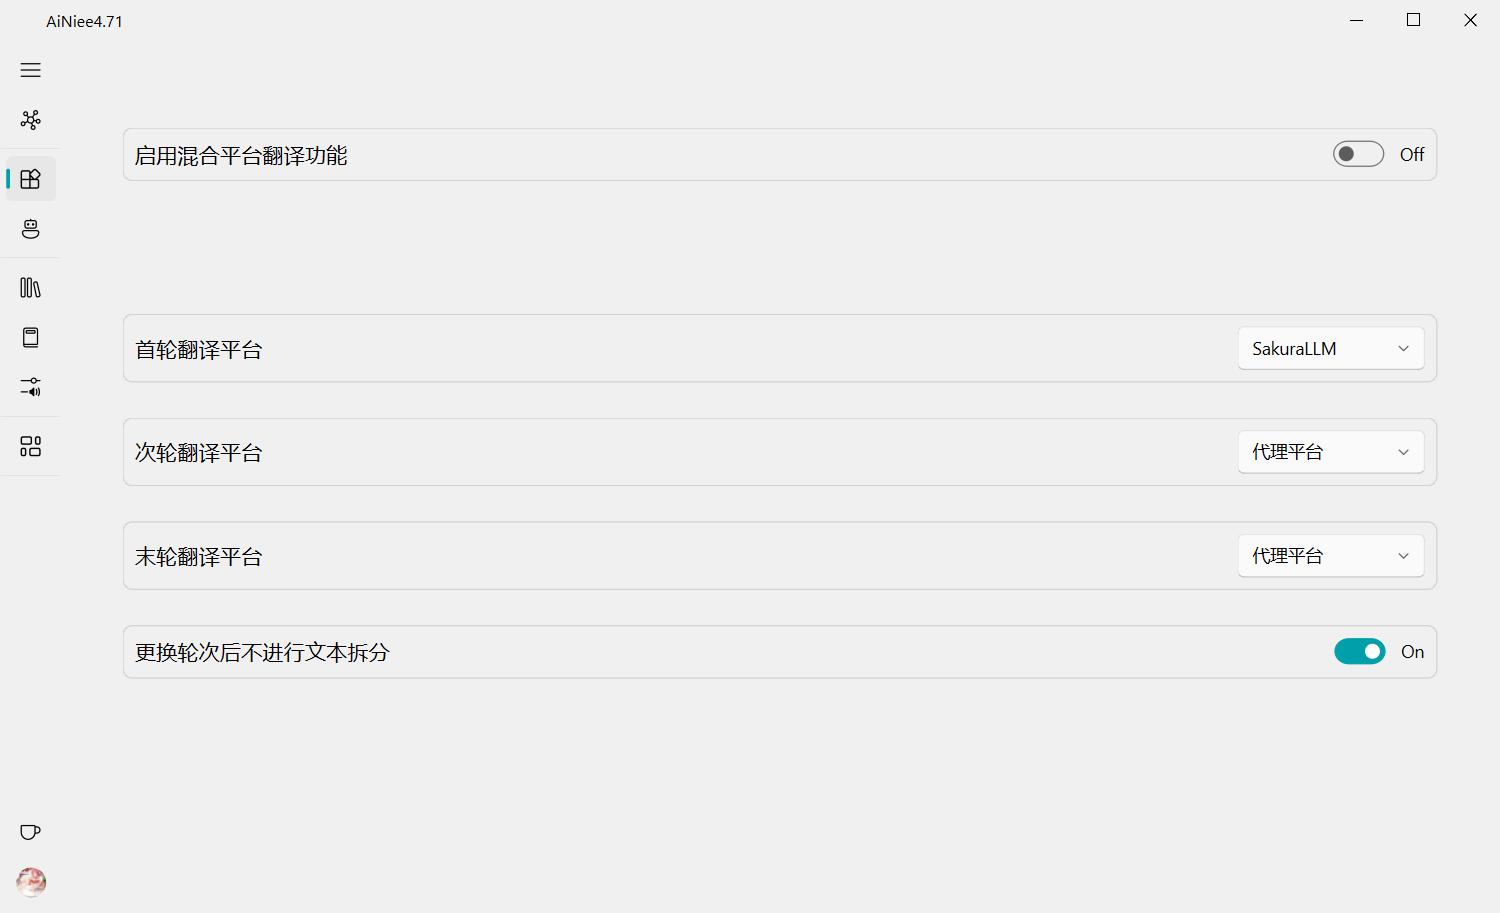 AiNiee4.71
启用混合平台翻译功能
Off
首轮翻译平台
SakuraLLM
次轮翻译平台
代理平台
末轮翻译平台
代理平台
更换轮次后不进行文本拆分
On